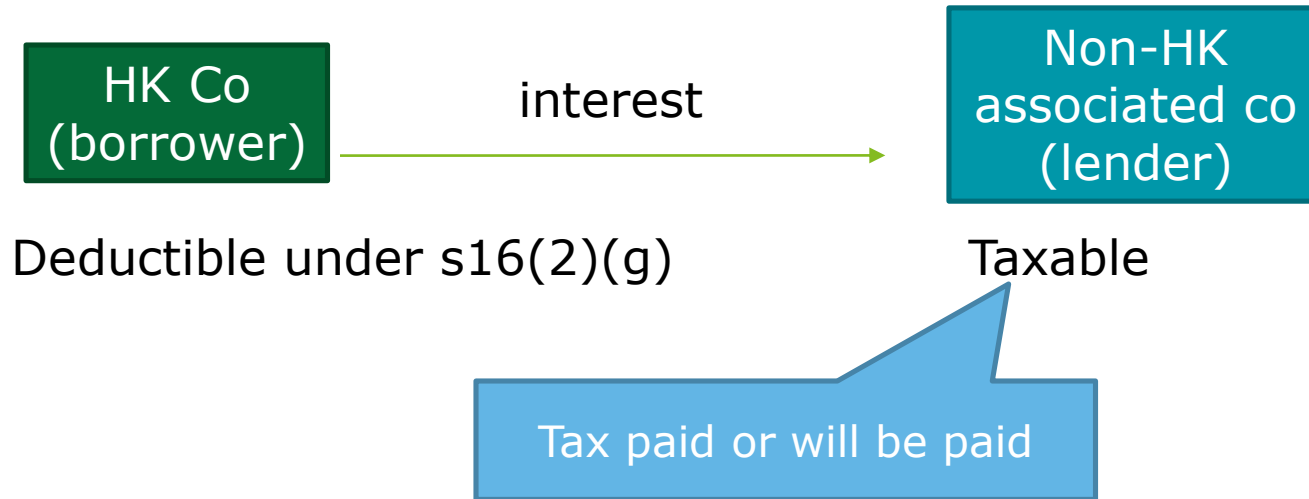 HK Co
(borrower)
interest
Non-HK
associated co
(lender)
Deductible under s16(2)(g)
Taxable
Tax paid or will be paid